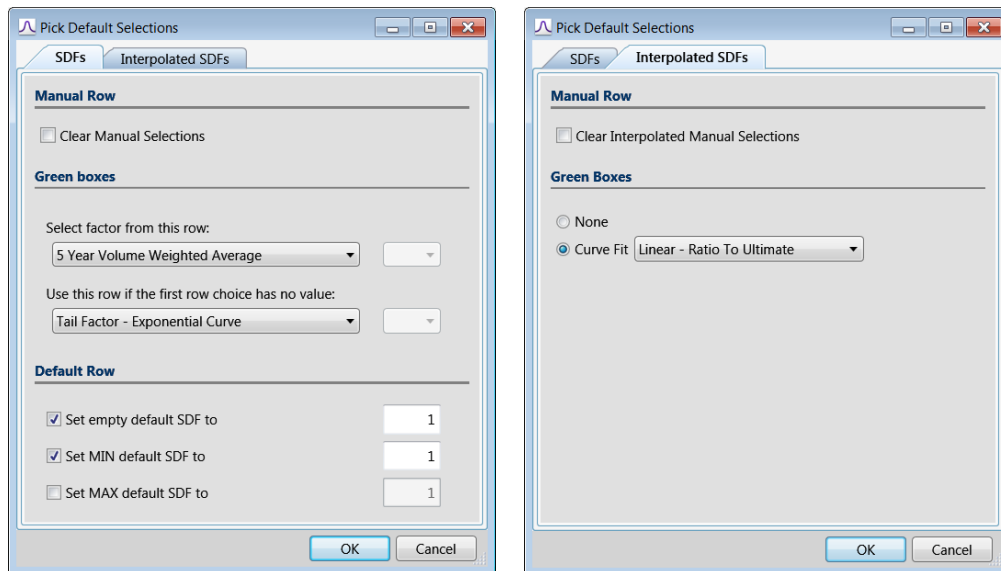 Pick Default Selections
SDFs
Interpolated SDFs
Manual Row
Clear Manual Selections
Green boxes
Select factor from this row:
5 Year Volume Weighted Average
Use this row if the first row choice has no value:
Tail Factor - Exponential Curve
Default Row
Set empty default SDF to 1
Set MIN default SDF to 1
Set MAX default SDF to 1
OK Cancel
Pick Default Selections
SDFs
Interpolated SDFs
Manual Row
Clear Interpolated Manual Selections
Green Boxes
None
Curve Fit Linear - Ratio To Ultimate
OK Cancel